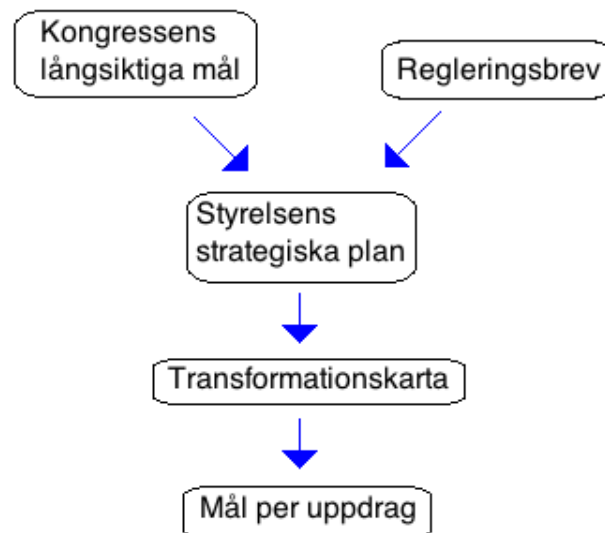 Kongressens
långsiktiga mål
Regleringsbrev
Styrelsens
strategiska plan
Transformationskarta
Mål per uppdrag